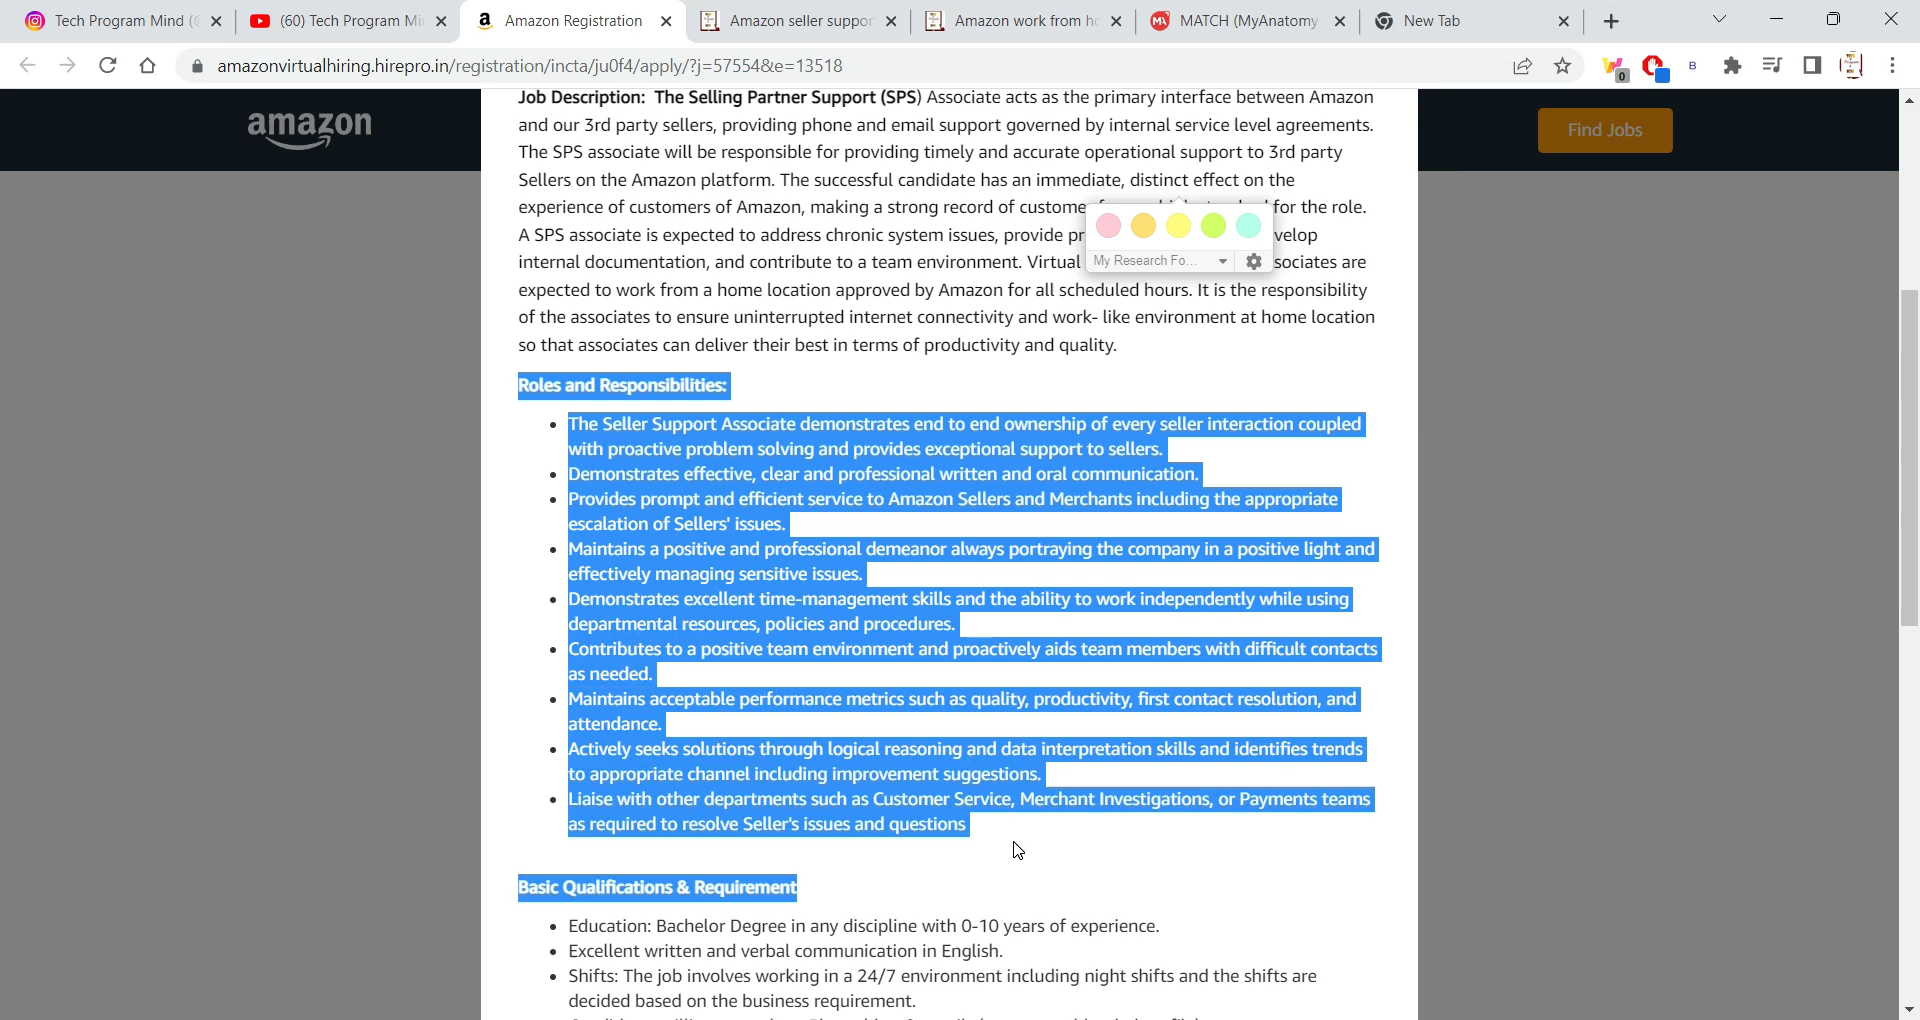 Tech Program Mind (
(60) Tech Program Mi
Amazon Registration
Amazon seller suppor
Amazon work from h
MATCH (MyAnatomy
New Tab
amazonvirtualhiring.hirepro.in/registration/incta/ju0f4/apply/?j=57554&e=13518
0
B
amazon
Find Jobs
Job Description: The Selling Partner Support (SPS) Associate acts as the primary interface between Amazon
and our 3rd party sellers, providing phone and email support governed by internal service level agreements.
The SPS associate will be responsible for providing timely and accurate operational support to 3rd party
Sellers on the Amazon platform. The successful candidate has an immediate, distinct effect on the
experience of customers of Amazon, making a strong record of custome for the role.
A SPS associate is expected to address chronic system issues, provide pr velop
internal documentation, and contribute to a team environment. Virtual sociates are
My Research Fo...
expected to work from a home location approved by Amazon for all scheduled hours. It is the responsibility
of the associates to ensure uninterrupted internet connectivity and work- like environment at home location
so that associates can deliver their best in terms of productivity and quality.
Roles and Responsibilities:
• The Seller Support Associate demonstrates end to end ownership of every seller interaction coupled
with proactive problem solving and provides exceptional support to sellers.
• Demonstrates effective, clear and professional written and oral communication.
• Provides prompt and efficient service to Amazon Sellers and Merchants including the appropriate
escalation of Sellers' issues.
• Maintains a positive and professional demeanor always portraying the company in a positive light and
effectively managing sensitive issues.
• Demonstrates excellent time-management skills and the ability to work independently while using
departmental resources, policies and procedures.
• Contributes to a positive team environment and proactively aids team members with difficult contacts
as needed.
• Maintains acceptable performance metrics such as quality, productivity, first contact resolution, and
attendance.
• Actively seeks solutions through logical reasoning and data interpretation skills and identifies trends
to appropriate channel including improvement suggestions.
• Liaise with other departments such as Customer Service, Merchant Investigations, or Payments teams
as required to resolve Seller's issues and questions
Basic Qualifications & Requirement
• Education: Bachelor Degree in any discipline with 0-10 years of experience.
• Excellent written and verbal communication in English.
• Shifts: The job involves working in a 24/7 environment including night shifts and the shifts are
decided based on the business requirement.